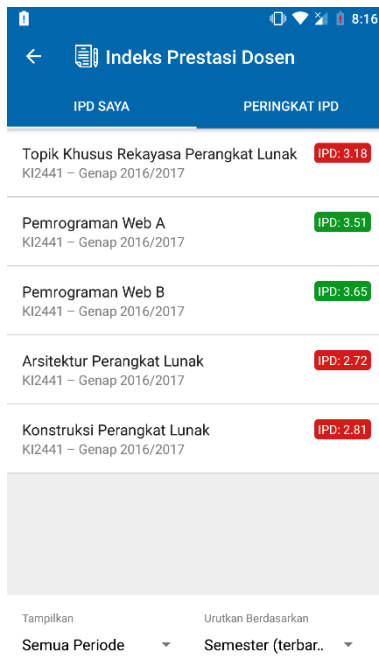 8:16
Indeks Prestasi Dosen
IPD SAYA
PERINGKAT IPD
Topik Khusus Rekayasa Perangkat Lunak
IPD: 3.18
KI2441 – Genap 2016/2017
Pemrograman Web A
IPD: 3.51
KI2441 – Genap 2016/2017
Pemrograman Web B
IPD: 3.65
KI2441 – Genap 2016/2017
Arsitektur Perangkat Lunak
IPD: 2.72
KI2441 – Genap 2016/2017
Konstruksi Perangkat Lunak
IPD: 2.81
KI2441 – Genap 2016/2017
Tampilkan
Urutkan Berdasarkan
Semua Periode
Semester (terbar..